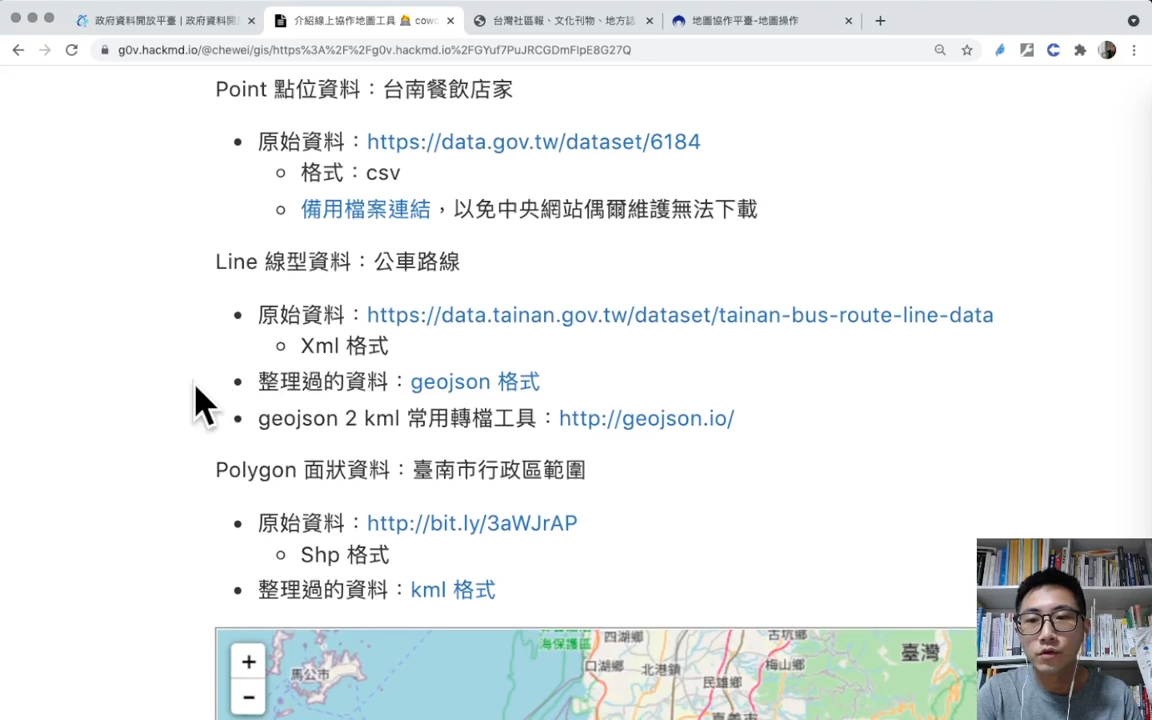 政府資料開放平臺 | 政府資料開
介紹綫上協作地圖工具 🙋 cowo
台灣社區報、文化刊物、地方誌
地圖協作平臺-地圖操作
g0v.hackmd.io/@chewei/gis/https%3A%2F%2Fg0v.hackmd.io%2FGYuf7PuJRCGDmFIpE8G27Q
Point 點位資料：台南餐飲店家
原始資料：https://data.gov.tw/dataset/6184
格式：csv
備用檔案連結，以免中央網站偶爾維護無法下載
Line 線型資料：公車路線
原始資料：https://data.tainan.gov.tw/dataset/tainan-bus-route-line-data
Xml 格式
整理過的資料：geojson 格式
geojson 2 kml 常用轉檔工具：http://geojson.io/
Polygon 面狀資料：臺南市行政區範圍
原始資料：http://bit.ly/3aWJrAP
Shp 格式
整理過的資料：kml 格式
+
−
馬公市
海保護區
四湖鄉
口湖鄉
北港鎮
民雄鄉
古坑鄉
梅山鄉
臺灣
嘉義市